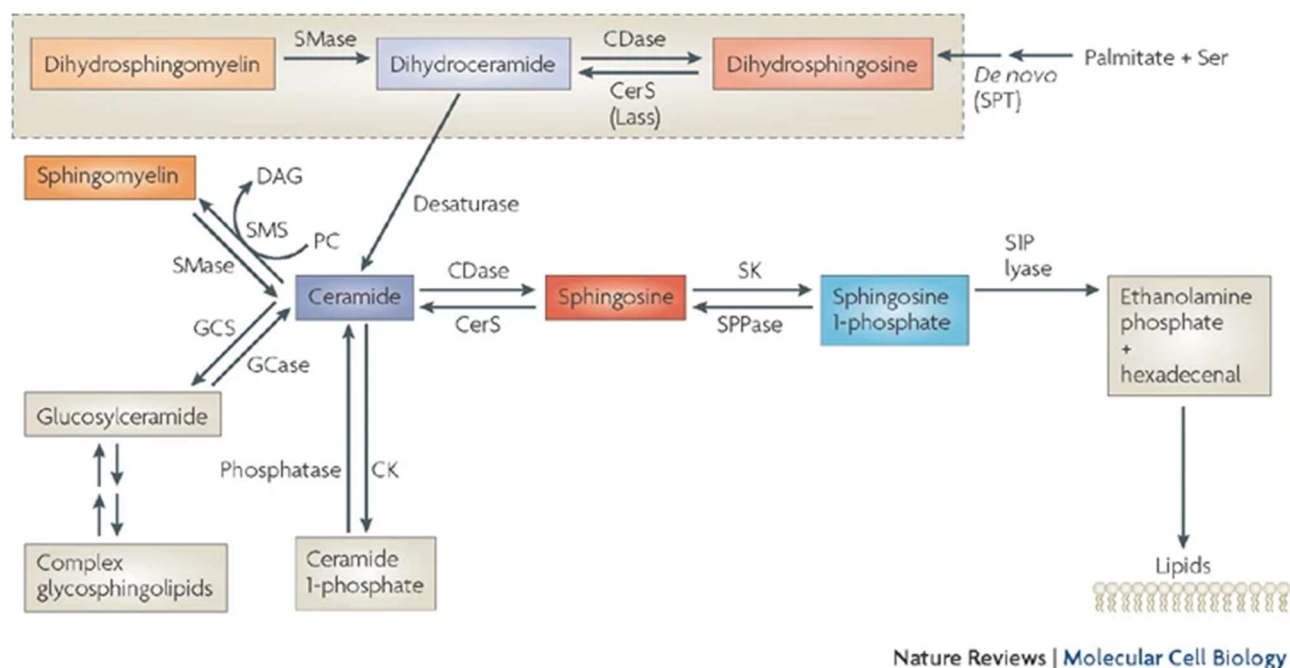 SMase
CDase
Dihydrosphingomyelin
Dihydroceramide
Dihydrosphingosine
Palmitate + Ser
CerS
(Lass)
De novo
(SPT)
Sphingomyelin
DAG
Desaturase
SMS
PC
SMase
S1P
lyase
Ceramide
CDase
CerS
Sphingosine
SK
SPPase
Sphingosine
1-phosphate
Ethanolamine
phosphate
+
hexadecenal
GCS
GCase
Glucosylceramide
Phosphatase
CK
Complex
glycosphingolipids
Ceramide
1-phosphate
Lipids
Nature Reviews | Molecular Cell Biology